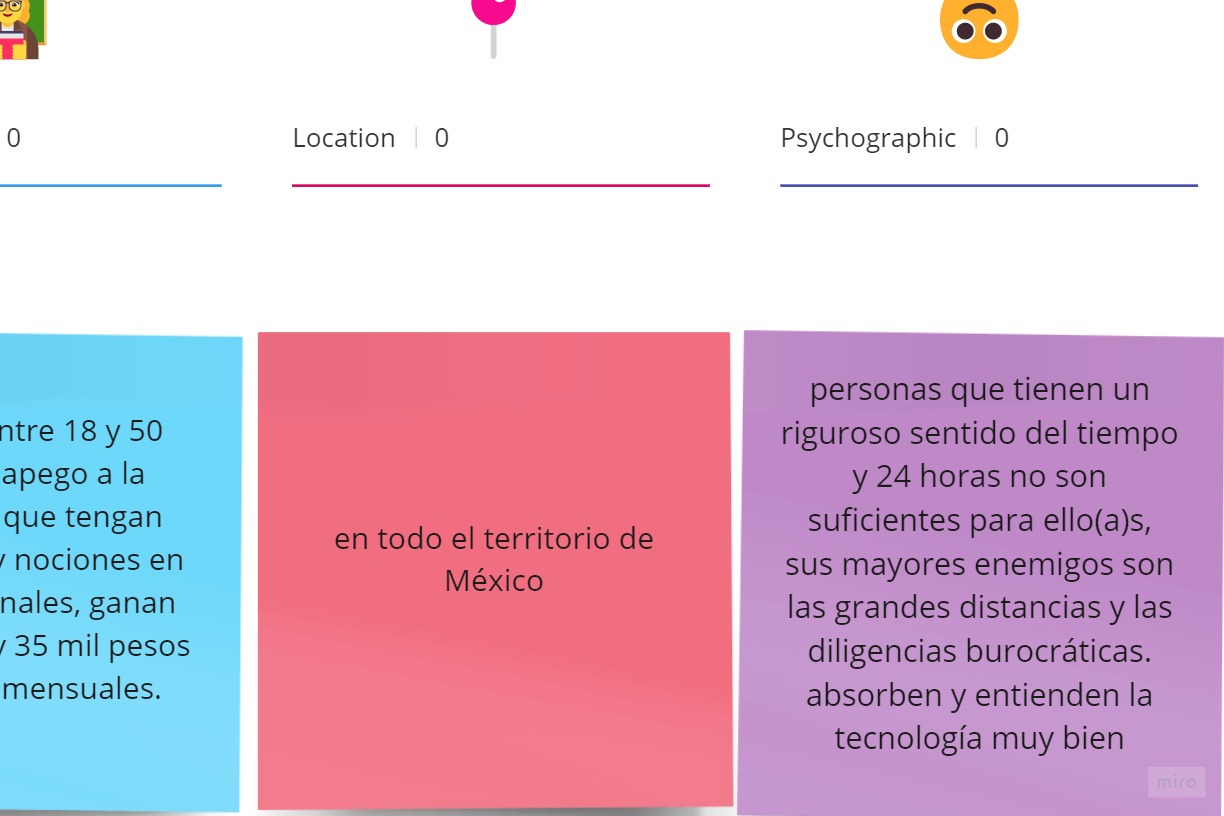 0
Location | 0
Psychographic | 0
ntre 18 y 50
apego a la
que tengan
y nociones en
nales, ganan
y 35 mil pesos
mensuales.
en todo el territorio de
México
personas que tienen un
riguroso sentido del tiempo
y 24 horas no son
suficientes para ello(a)s,
sus mayores enemigos son
las grandes distancias y las
diligencias burocráticas.
absorben y entienden la
tecnología muy bien
miro